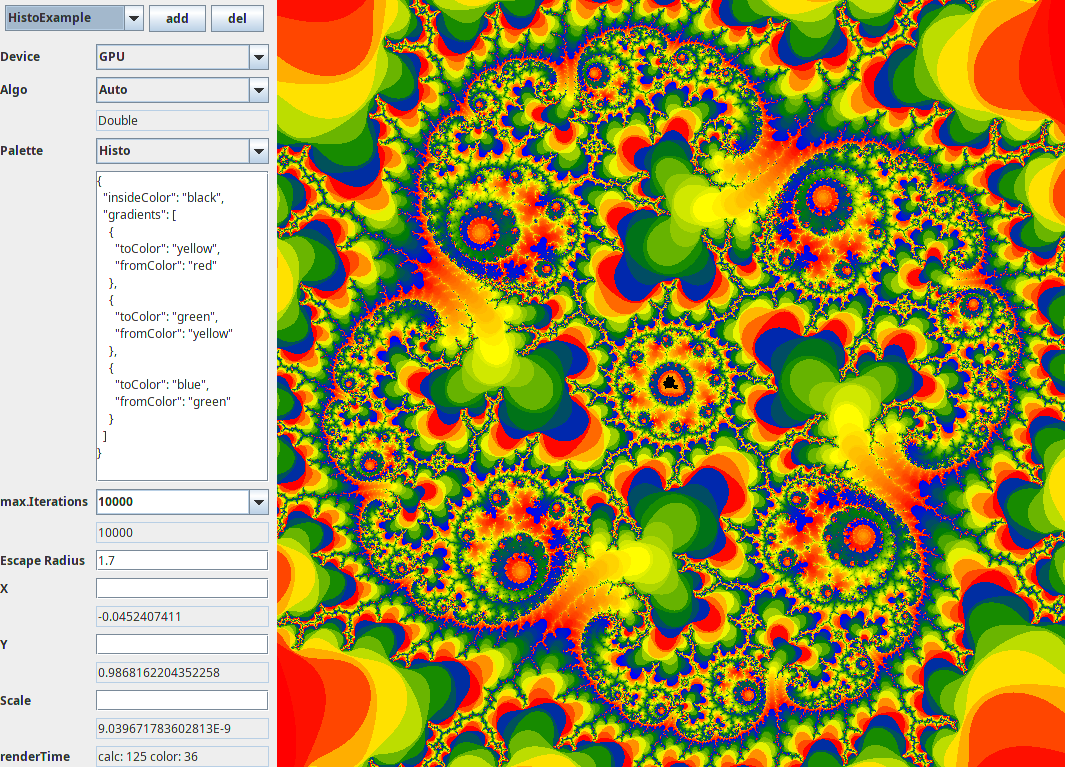 HistoExample add del
Device GPU
Algo Auto
Double
Palette Histo
{
"insideColor": "black",
"gradients": [
{
"toColor": "yellow",
"fromColor": "red"
},
{
"toColor": "green",
"fromColor": "yellow"
},
{
"toColor": "blue",
"fromColor": "green"
}
]
}
max.Iterations 10000
10000
Escape Radius 1.7
X
-0.0452407411
Y
0.9868162204352258
Scale
9.039671783602813E-9
renderTime calc: 125 color: 36